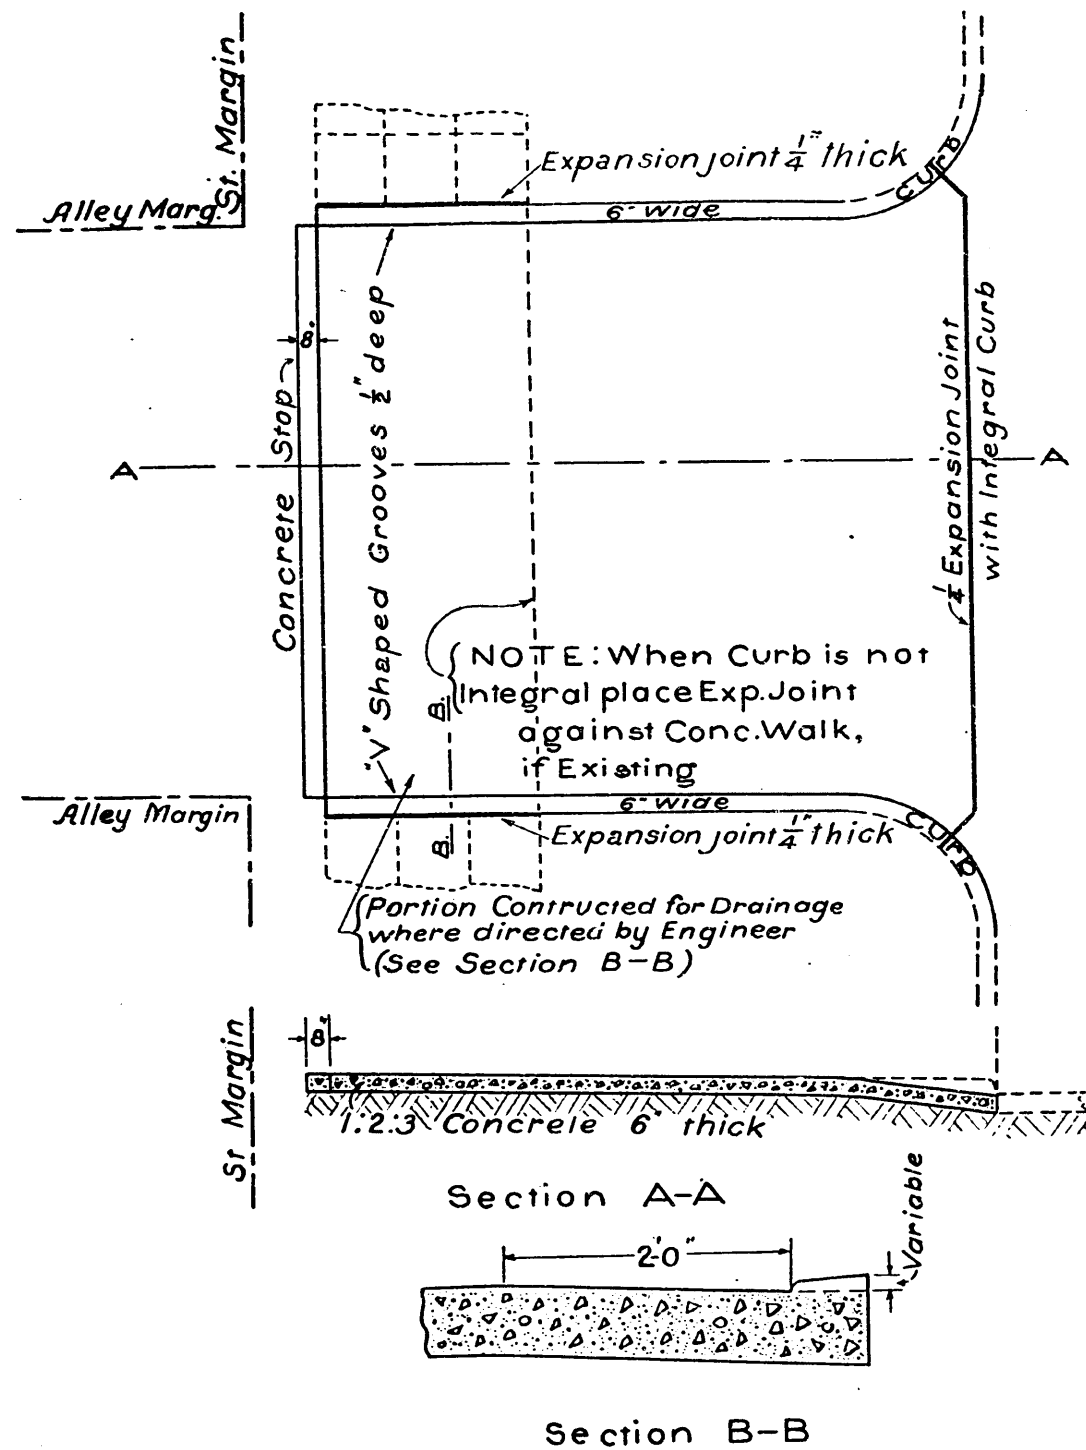 St. Margin
Alley Marg.
Expansion joint 1/4" thick
6" wide
Curb
8"
Concrete Stop
"V" Shaped Grooves 1/2" deep
1/4 Expansion Joint
with Integral Curb
A
A
NOTE: When Curb is not
Integral place Exp. Joint
against Conc. Walk,
if Existing
B.
B.
6" wide
Alley Margin
Expansion joint 1/4" thick
Curb
Portion Contructed for Drainage
where directed by Engineer
(See Section B-B)
St Margin
8"
1:2:3 Concrete 6" thick
Section A-A
2'-0"
Variable
Section B-B